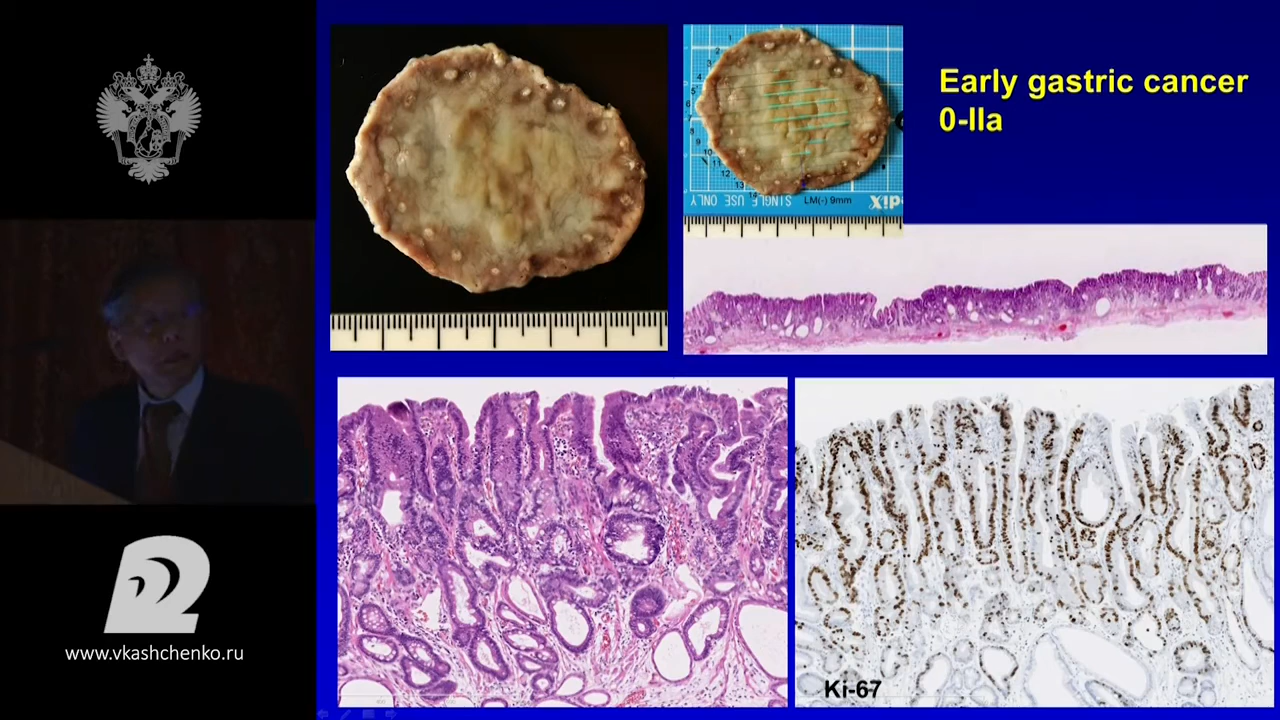 Early gastric cancer
0-IIa
SINGLE USE ONLY
LM(-) 9mm
Ki-67
www.vkashchenko.ru